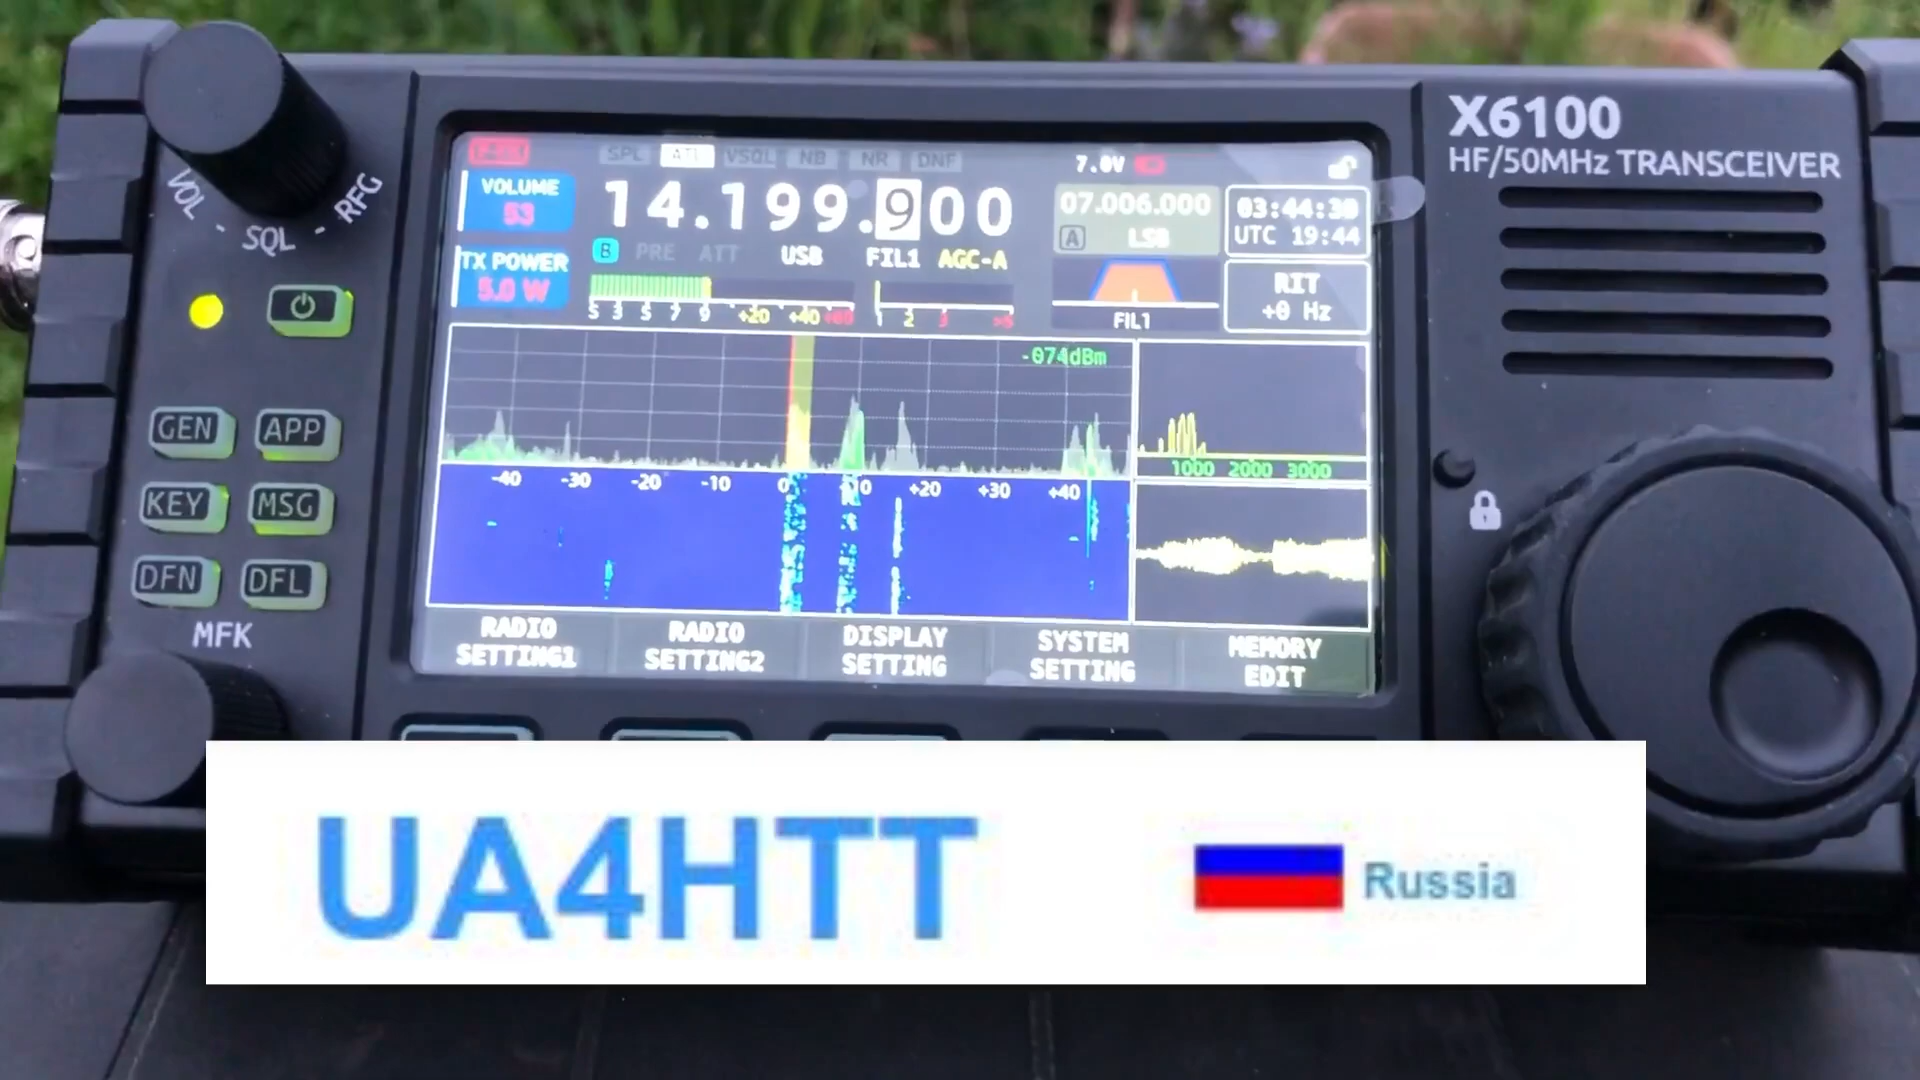 X6100
HF/50MHz TRANSCEIVER
VOL - SQL - RFG
SPL ATU VSQL NB NR DNF
7.0V
VOLUME
53
14.199.900
07.006.000
A LSB
03:44:30
UTC 19:44
TX POWER
5.0 W
B PRE ATT USB FIL1 AGC-A
S 3 5 7 9 +20 +40 +60
1 2 3 >5
FIL1
RIT
+0 Hz
-074dBm
-40 -30 -20 -10 0 +10 +20 +30 +40
1000 2000 3000
GEN APP
KEY MSG
DFN DFL
MFK
RADIO SETTING1
RADIO SETTING2
DISPLAY SETTING
SYSTEM SETTING
MEMORY EDIT
UA4HTT
Russia